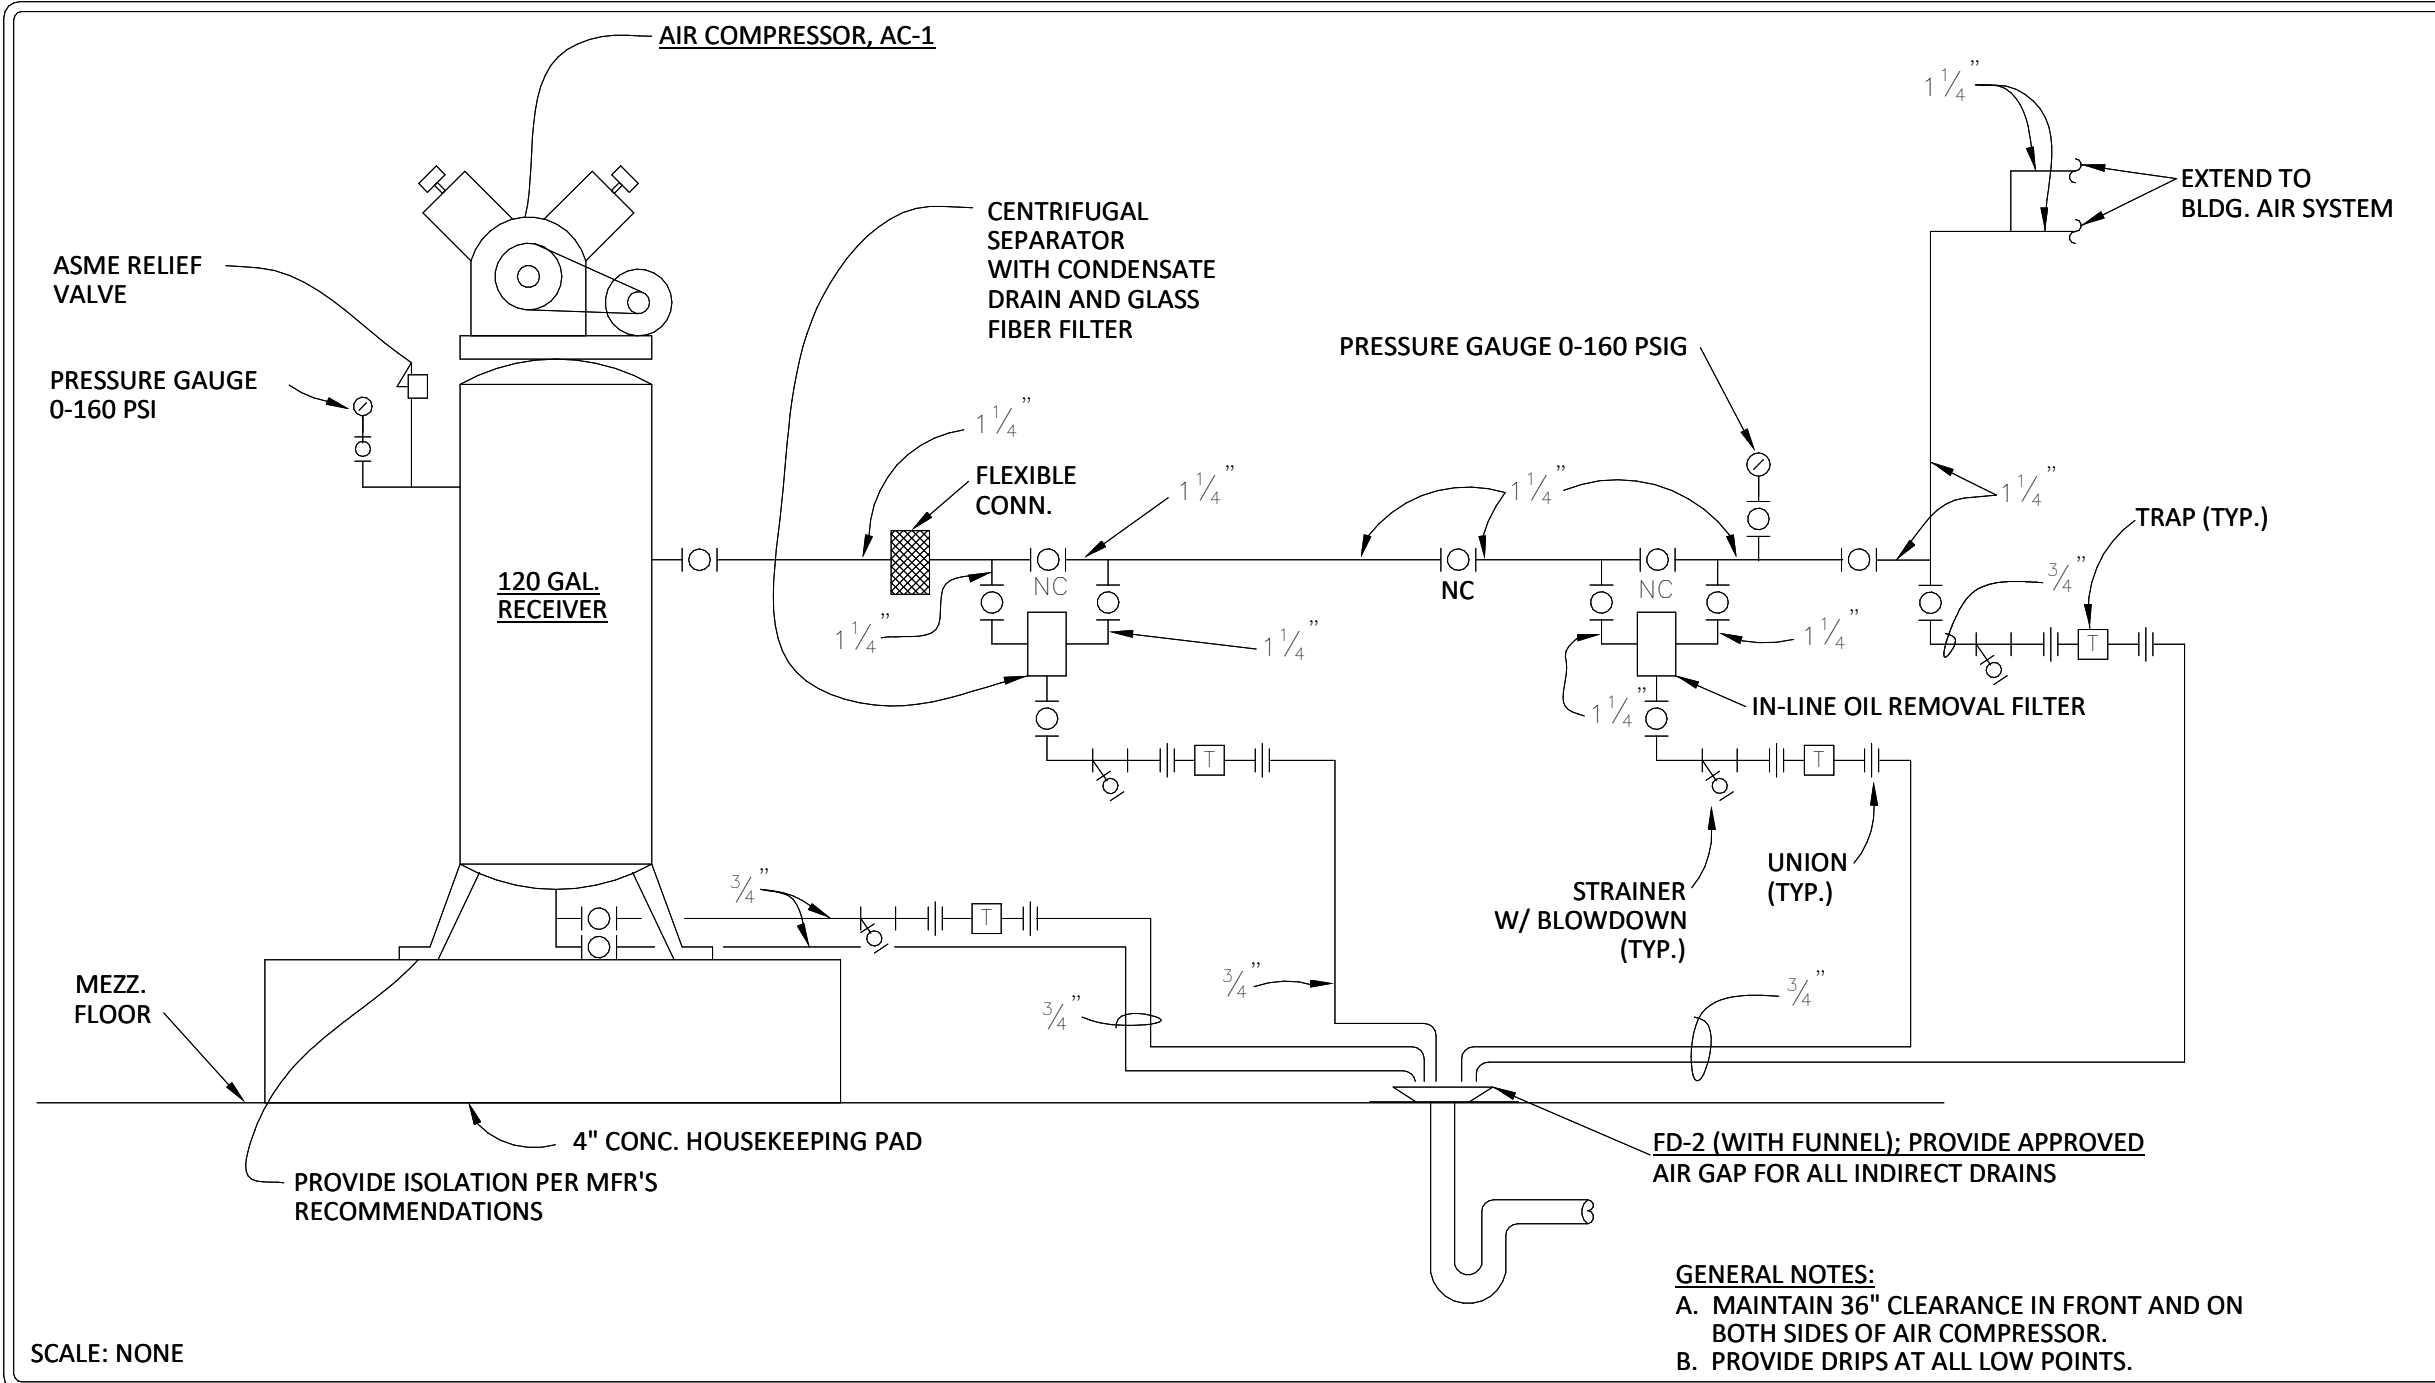 AIR COMPRESSOR, AC-1
1 1/4"
EXTEND TO
BLDG. AIR SYSTEM
CENTRIFUGAL
SEPARATOR
WITH CONDENSATE
DRAIN AND GLASS
FIBER FILTER
ASME RELIEF
VALVE
PRESSURE GAUGE
0-160 PSI
PRESSURE GAUGE 0-160 PSIG
1 1/4"
FLEXIBLE
CONN.
1 1/4"
1 1/4"
1 1/4"
TRAP (TYP.)
120 GAL.
RECEIVER
NC
NC
NC
3/4"
1 1/4"
1 1/4"
1 1/4"
T
1 1/4"
IN-LINE OIL REMOVAL FILTER
T
T
UNION
(TYP.)
STRAINER
W/ BLOWDOWN
(TYP.)
3/4"
T
MEZZ.
FLOOR
3/4"
3/4"
3/4"
4" CONC. HOUSEKEEPING PAD
PROVIDE ISOLATION PER MFR'S
RECOMMENDATIONS
FD-2 (WITH FUNNEL); PROVIDE APPROVED
AIR GAP FOR ALL INDIRECT DRAINS
GENERAL NOTES:
A. MAINTAIN 36" CLEARANCE IN FRONT AND ON
BOTH SIDES OF AIR COMPRESSOR.
B. PROVIDE DRIPS AT ALL LOW POINTS.
SCALE: NONE